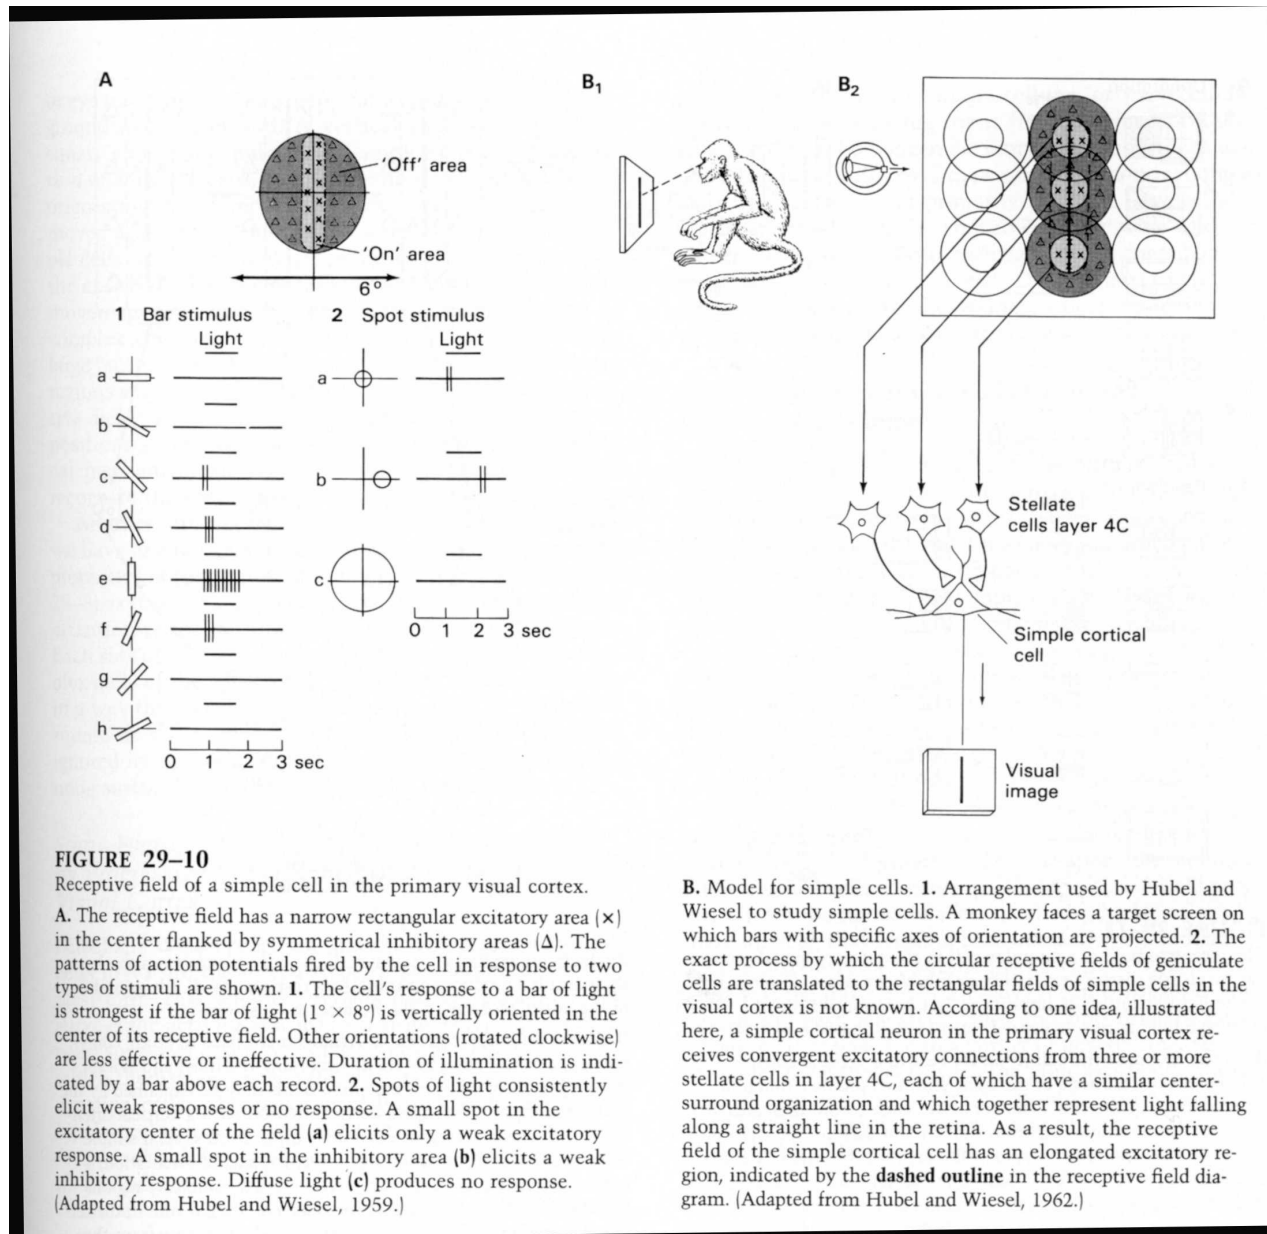 A
'Off' area
'On' area
6°
1 Bar stimulus
Light
a
b
c
d
e
f
g
h
0 1 2 3 sec
2 Spot stimulus
Light
a
b
c
0 1 2 3 sec
B1
B2
Stellate
cells layer 4C
Simple cortical
cell
Visual
image
FIGURE 29–10
Receptive field of a simple cell in the primary visual cortex.
A. The receptive field has a narrow rectangular excitatory area (×)
in the center flanked by symmetrical inhibitory areas (Δ). The
patterns of action potentials fired by the cell in response to two
types of stimuli are shown. 1. The cell's response to a bar of light
is strongest if the bar of light (1° × 8°) is vertically oriented in the
center of its receptive field. Other orientations (rotated clockwise)
are less effective or ineffective. Duration of illumination is indi-
cated by a bar above each record. 2. Spots of light consistently
elicit weak responses or no response. A small spot in the
excitatory center of the field (a) elicits only a weak excitatory
response. A small spot in the inhibitory area (b) elicits a weak
inhibitory response. Diffuse light (c) produces no response.
(Adapted from Hubel and Wiesel, 1959.)
B. Model for simple cells. 1. Arrangement used by Hubel and
Wiesel to study simple cells. A monkey faces a target screen on
which bars with specific axes of orientation are projected. 2. The
exact process by which the circular receptive fields of geniculate
cells are translated to the rectangular fields of simple cells in the
visual cortex is not known. According to one idea, illustrated
here, a simple cortical neuron in the primary visual cortex re-
ceives convergent excitatory connections from three or more
stellate cells in layer 4C, each of which have a similar center-
surround organization and which together represent light falling
along a straight line in the retina. As a result, the receptive
field of the simple cortical cell has an elongated excitatory re-
gion, indicated by the dashed outline in the receptive field dia-
gram. (Adapted from Hubel and Wiesel, 1962.)